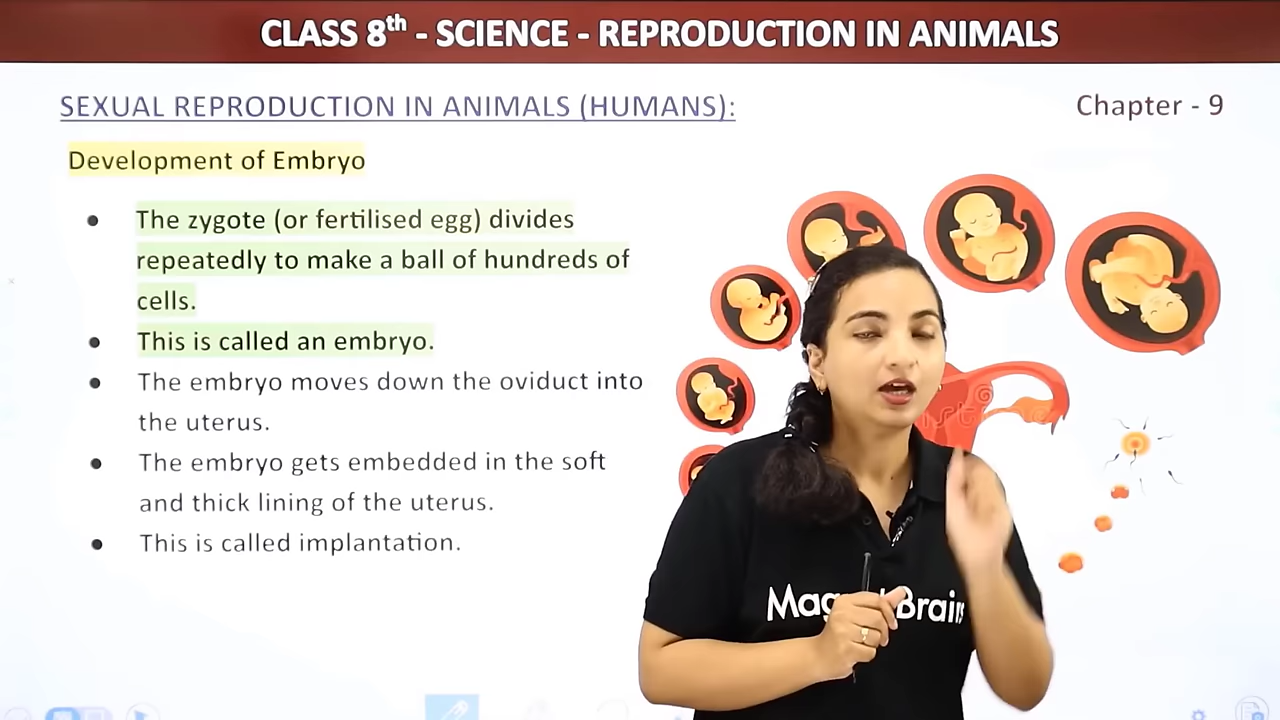 CLASS 8th - SCIENCE - REPRODUCTION IN ANIMALS
SEXUAL REPRODUCTION IN ANIMALS (HUMANS):
Chapter - 9
Development of Embryo
● The zygote (or fertilised egg) divides
repeatedly to make a ball of hundreds of
cells.
● This is called an embryo.
● The embryo moves down the oviduct into
the uterus.
● The embryo gets embedded in the soft
and thick lining of the uterus.
● This is called implantation.